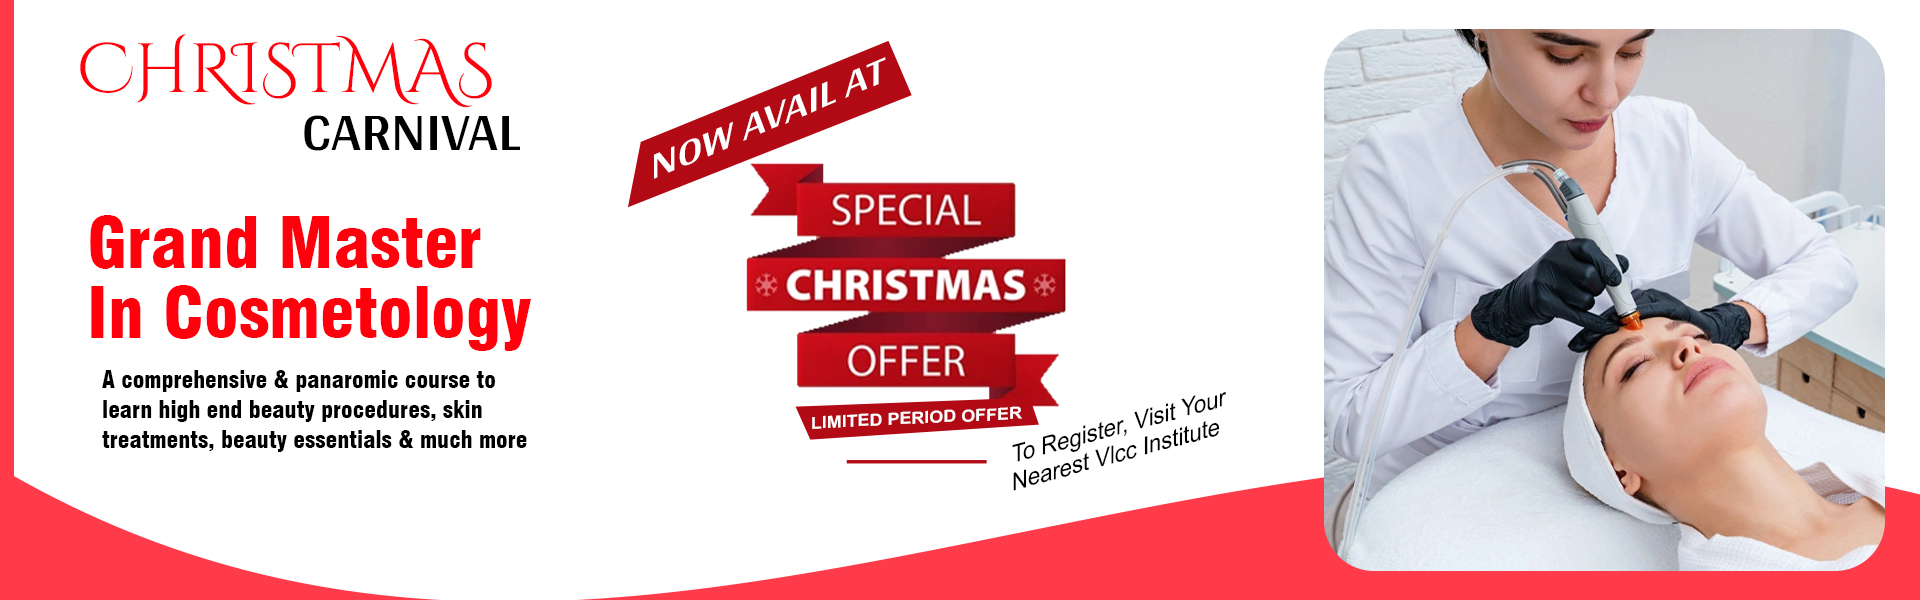 CHRISTMAS
CARNIVAL
Grand Master
In Cosmetology
A comprehensive & panaromic course to
learn high end beauty procedures, skin
treatments, beauty essentials & much more
NOW AVAIL AT
SPECIAL
CHRISTMAS
OFFER
LIMITED PERIOD OFFER
To Register, Visit Your
Nearest Vlcc Institute